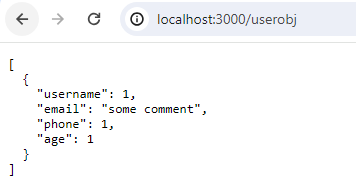 localhost:3000/userobj
[
  {
    "username": 1,
    "email": "some comment",
    "phone": 1,
    "age": 1
  }
]